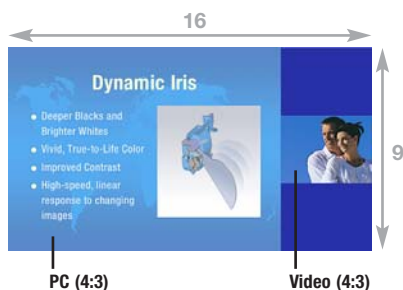 16
Dynamic Iris
Deeper Blacks and
Brighter Whites
Vivid, True-to-Life Color
Improved Contrast
High-speed, linear
response to changing
images
9
PC (4:3)
Video (4:3)